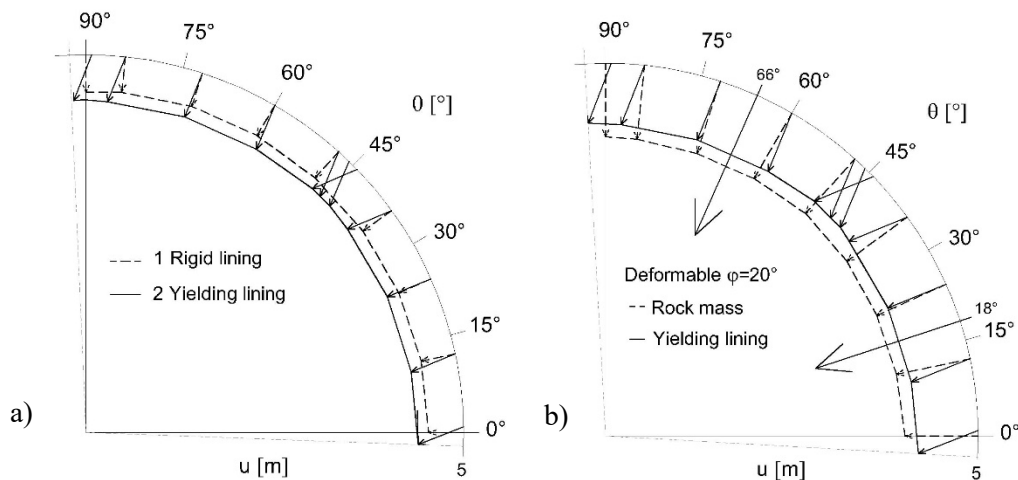 90°
75°
60°
θ [°]
45°
30°
15°
0°
1 Rigid lining
2 Yielding lining
a)
u [m]
5
90°
75°
66°
60°
θ [°]
45°
30°
18°
15°
0°
Deformable φ=20°
Rock mass
Yielding lining
b)
u [m]
5